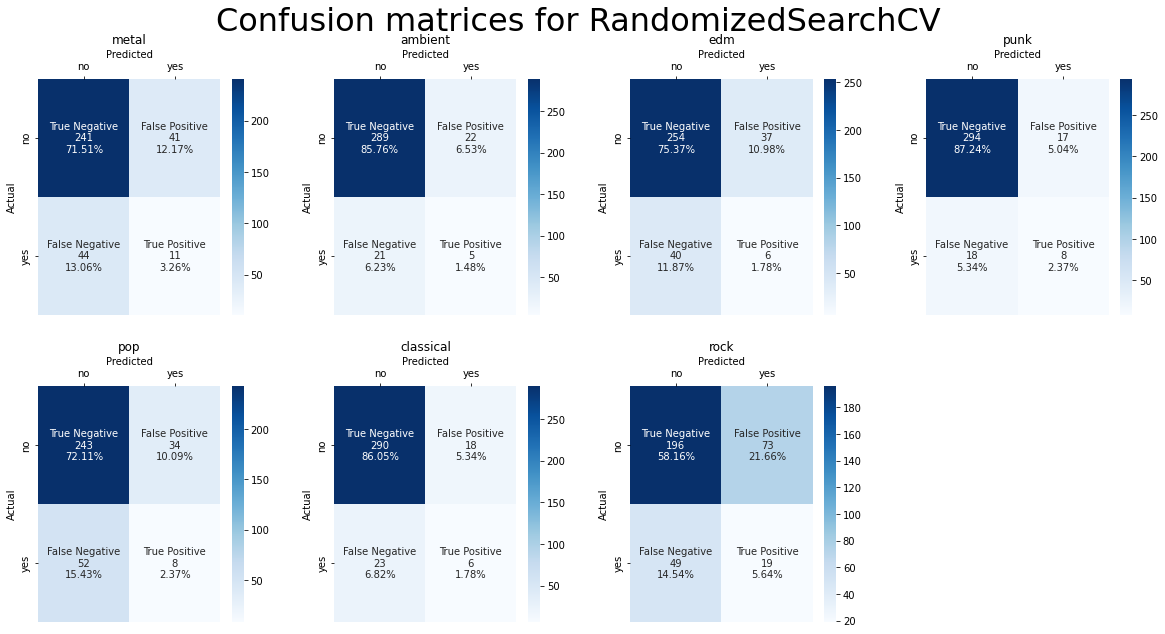 Confusion matrices for RandomizedSearchCV
metal
Predicted
no yes
Actual
no
yes
True Negative
241
71.51%
False Positive
41
12.17%
False Negative
44
13.06%
True Positive
11
3.26%
200
150
100
50
ambient
Predicted
no yes
Actual
no
yes
True Negative
289
85.76%
False Positive
22
6.53%
False Negative
21
6.23%
True Positive
5
1.48%
250
200
150
100
50
edm
Predicted
no yes
Actual
no
yes
True Negative
254
75.37%
False Positive
37
10.98%
False Negative
40
11.87%
True Positive
6
1.78%
250
200
150
100
50
punk
Predicted
no yes
Actual
no
yes
True Negative
294
87.24%
False Positive
17
5.04%
False Negative
18
5.34%
True Positive
8
2.37%
250
200
150
100
50
pop
Predicted
no yes
Actual
no
yes
True Negative
243
72.11%
False Positive
34
10.09%
False Negative
52
15.43%
True Positive
8
2.37%
200
150
100
50
classical
Predicted
no yes
Actual
no
yes
True Negative
290
86.05%
False Positive
18
5.34%
False Negative
23
6.82%
True Positive
6
1.78%
250
200
150
100
50
rock
Predicted
no yes
Actual
no
yes
True Negative
196
58.16%
False Positive
73
21.66%
False Negative
49
14.54%
True Positive
19
5.64%
180
160
140
120
100
80
60
40
20